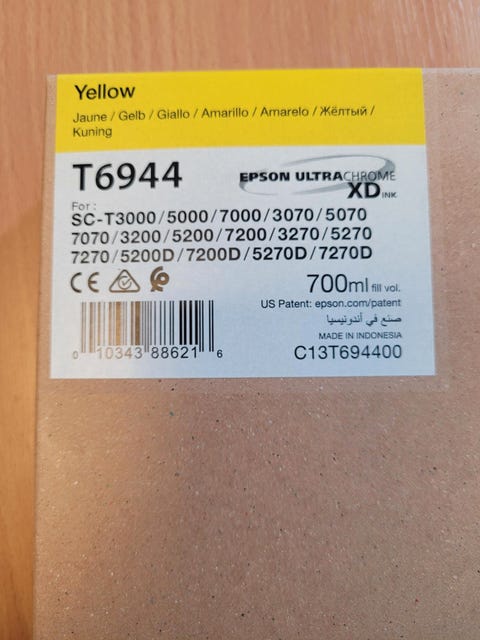 Yellow
Jaune / Gelb / Giallo / Amarillo / Amarelo / Жёлтый /
Kuning
T6944
EPSON ULTRACHROME
XD INK
For :
SC-T3000/5000/7000/3070/5070
7070/3200/5200/7200/3270/5270
7270/5200D/7200D/5270D/7270D
CE
700ml fill vol.
US Patent: epson.com/patent
صنع في أندونيسيا
MADE IN INDONESIA
C13T694400
0 10343 88621 6